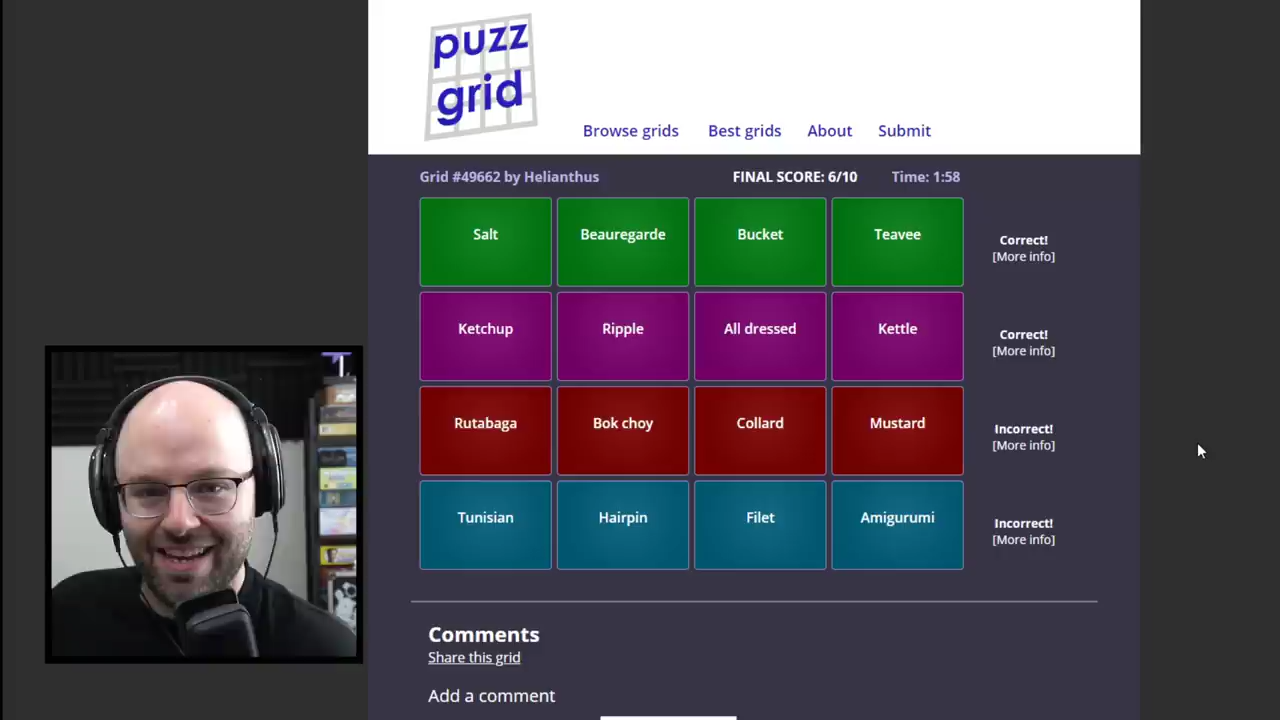 puzz
grid
Browse grids Best grids About Submit
Grid #49662 by Helianthus FINAL SCORE: 6/10 Time: 1:58
Salt Beauregarde Bucket Teavee Correct!
[More info]
Ketchup Ripple All dressed Kettle Correct!
[More info]
Rutabaga Bok choy Collard Mustard Incorrect!
[More info]
Tunisian Hairpin Filet Amigurumi Incorrect!
[More info]
Comments
Share this grid
Add a comment